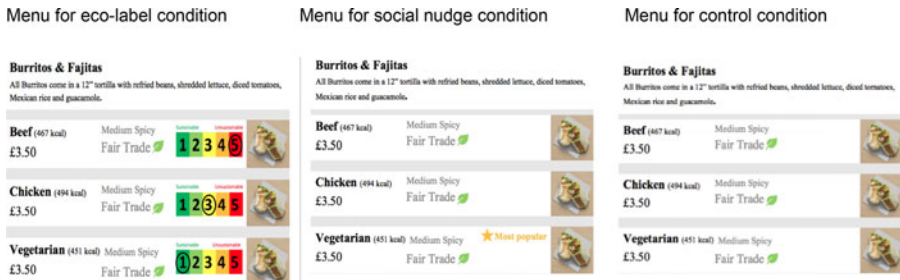 Menu for eco-label condition
Burritos & Fajitas
All Burritos come in a 12" tortilla with refried beans, shredded lettuce, diced tomatoes,
Mexican rice and guacamole.
Beef (467 kcal) Medium Spicy Sustainable Unsustainable
£3.50 Fair Trade 1 2 3 4 5
Chicken (494 kcal) Medium Spicy Sustainable Unsustainable
£3.50 Fair Trade 1 2 3 4 5
Vegetarian (451 kcal) Medium Spicy Sustainable Unsustainable
£3.50 Fair Trade 1 2 3 4 5
Menu for social nudge condition
Burritos & Fajitas
All Burritos come in a 12" tortilla with refried beans, shredded lettuce, diced tomatoes,
Mexican rice and guacamole.
Beef (467 kcal) Medium Spicy
£3.50 Fair Trade
Chicken (494 kcal) Medium Spicy
£3.50 Fair Trade
Vegetarian (451 kcal) Medium Spicy Most popular
£3.50 Fair Trade
Menu for control condition
Burritos & Fajitas
All Burritos come in a 12" tortilla with refried beans, shredded lettuce, diced tomatoes,
Mexican rice and guacamole.
Beef (467 kcal) Medium Spicy
£3.50 Fair Trade
Chicken (494 kcal) Medium Spicy
£3.50 Fair Trade
Vegetarian (451 kcal) Medium Spicy
£3.50 Fair Trade